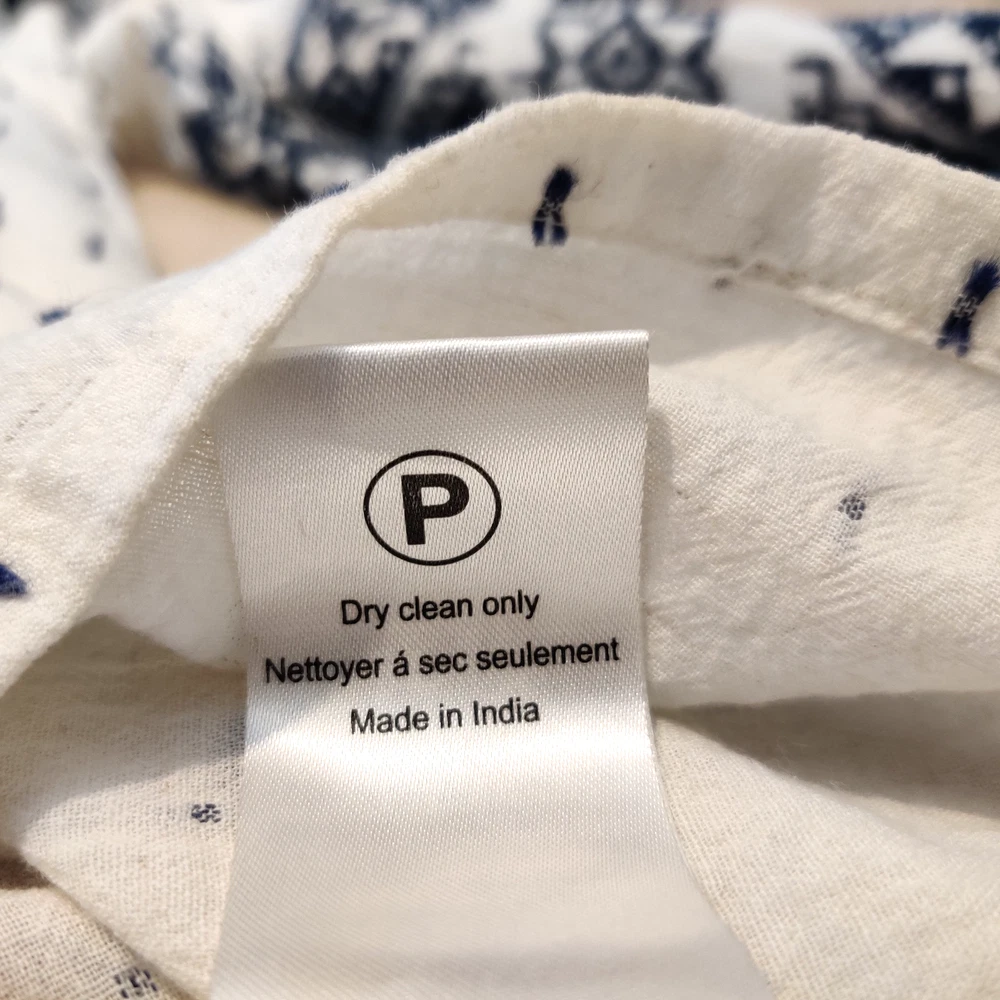 P
Dry clean only
Nettoyer á sec seulement
Made in India